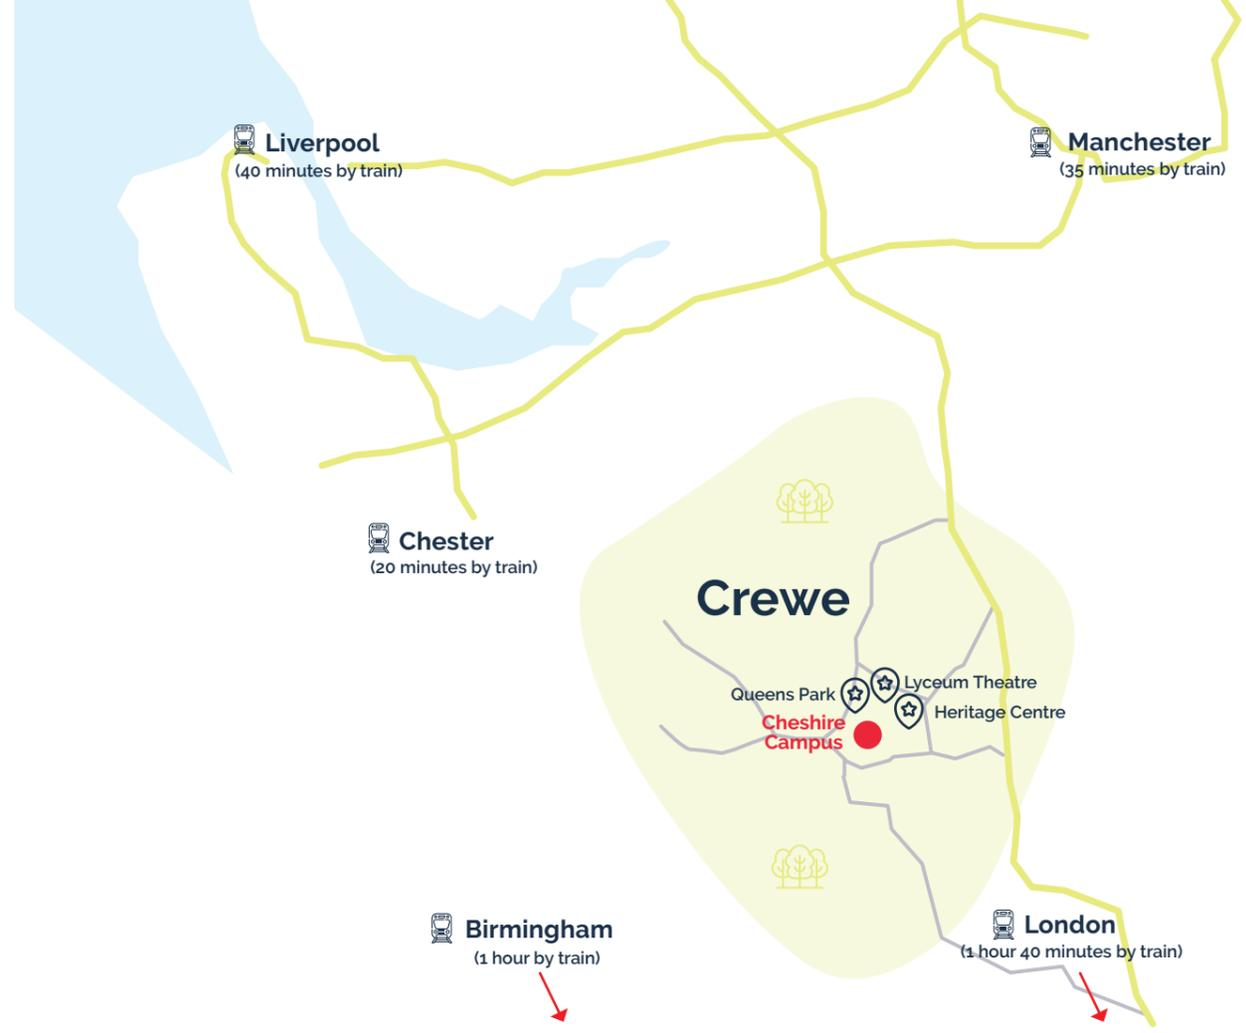 Liverpool
(40 minutes by train)
Manchester
(35 minutes by train)
Chester
(20 minutes by train)
Crewe
Queens Park
Lyceum Theatre
Heritage Centre
Cheshire
Campus
Birmingham
(1 hour by train)
London
(1 hour 40 minutes by train)